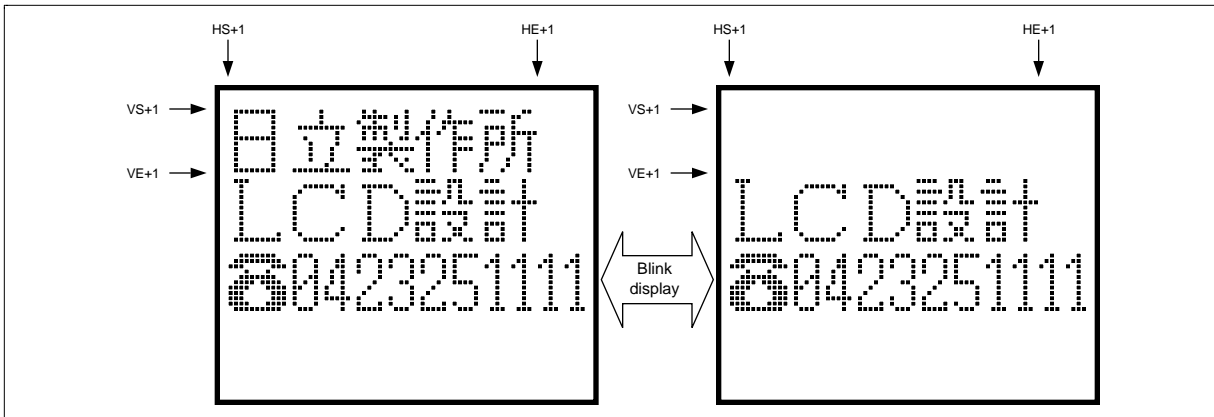 HS+1 HE+1 HS+1 HE+1
VS+1 VS+1
日立製作所
VE+1 VE+1
LCD設計 LCD設計
Blink
display
☎0423251111 ☎0423251111